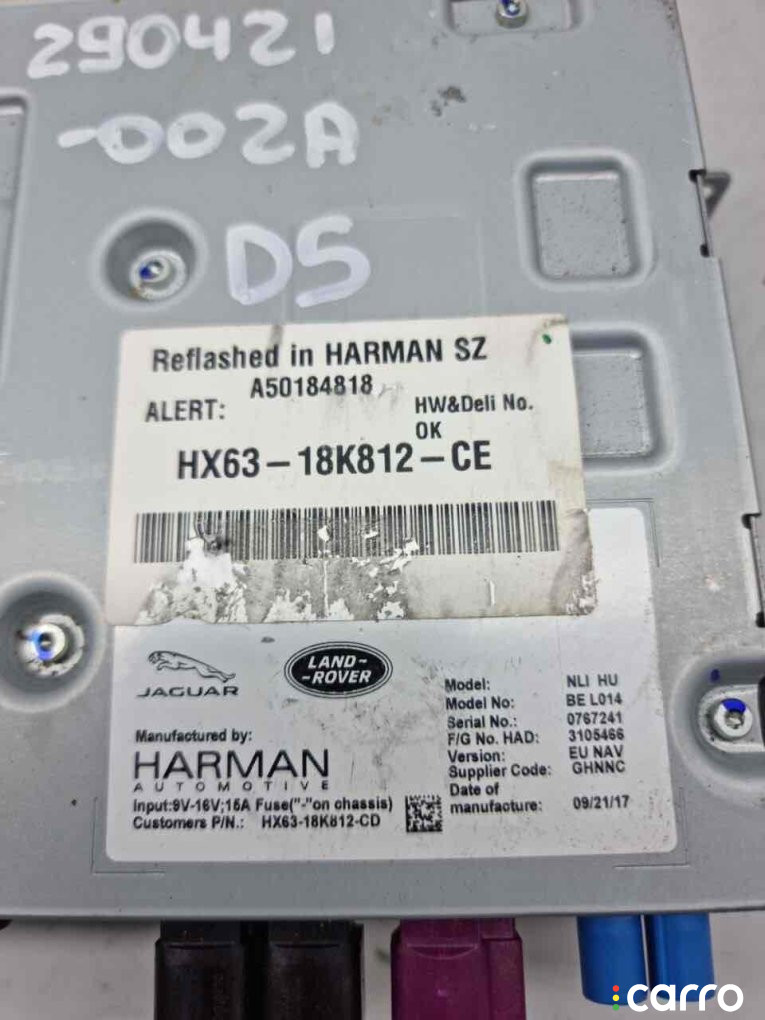 290421
-002A
DS
Reflashed in HARMAN SZ
A50184818
ALERT:
HW&Deli No.
OK
HX63-18K812-CE
JAGUAR
LAND-
-ROVER
Manufactured by:
HARMAN
AUTOMOTIVE
Input:9V-16V;15A Fuse("-"on chassis)
Customers P/N.: HX63-18K812-CD
Model: NLI HU
Model No: BE L014
Serial No.: 0767241
F/G No. HAD: 3105466
Version: EU NAV
Supplier Code: GHNNC
Date of
manufacture: 09/21/17
carro